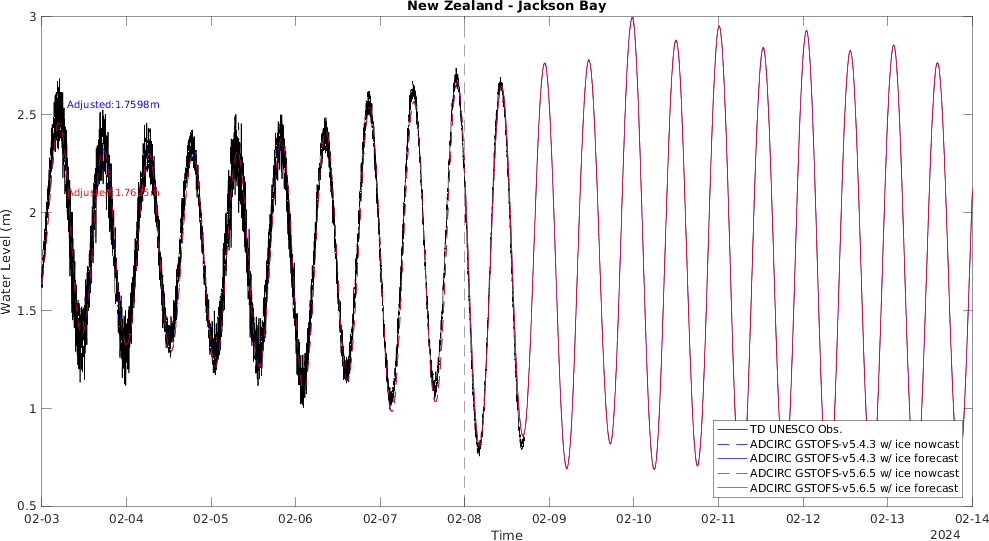 New Zealand - Jackson Bay
3
2.5
2
1.5
1
0.5
Water Level (m)
Adjusted:1.7598m
02-03
02-04
02-05
02-06
02-07
02-08
02-09
02-10
02-11
02-12
02-13
02-14
Time
2024
TD UNESCO Obs.
ADCIRC GSTOFS-v5.4.3 w/ ice nowcast
ADCIRC GSTOFS-v5.4.3 w/ ice forecast
ADCIRC GSTOFS-v5.6.5 w/ ice nowcast
ADCIRC GSTOFS-v5.6.5 w/ ice forecast